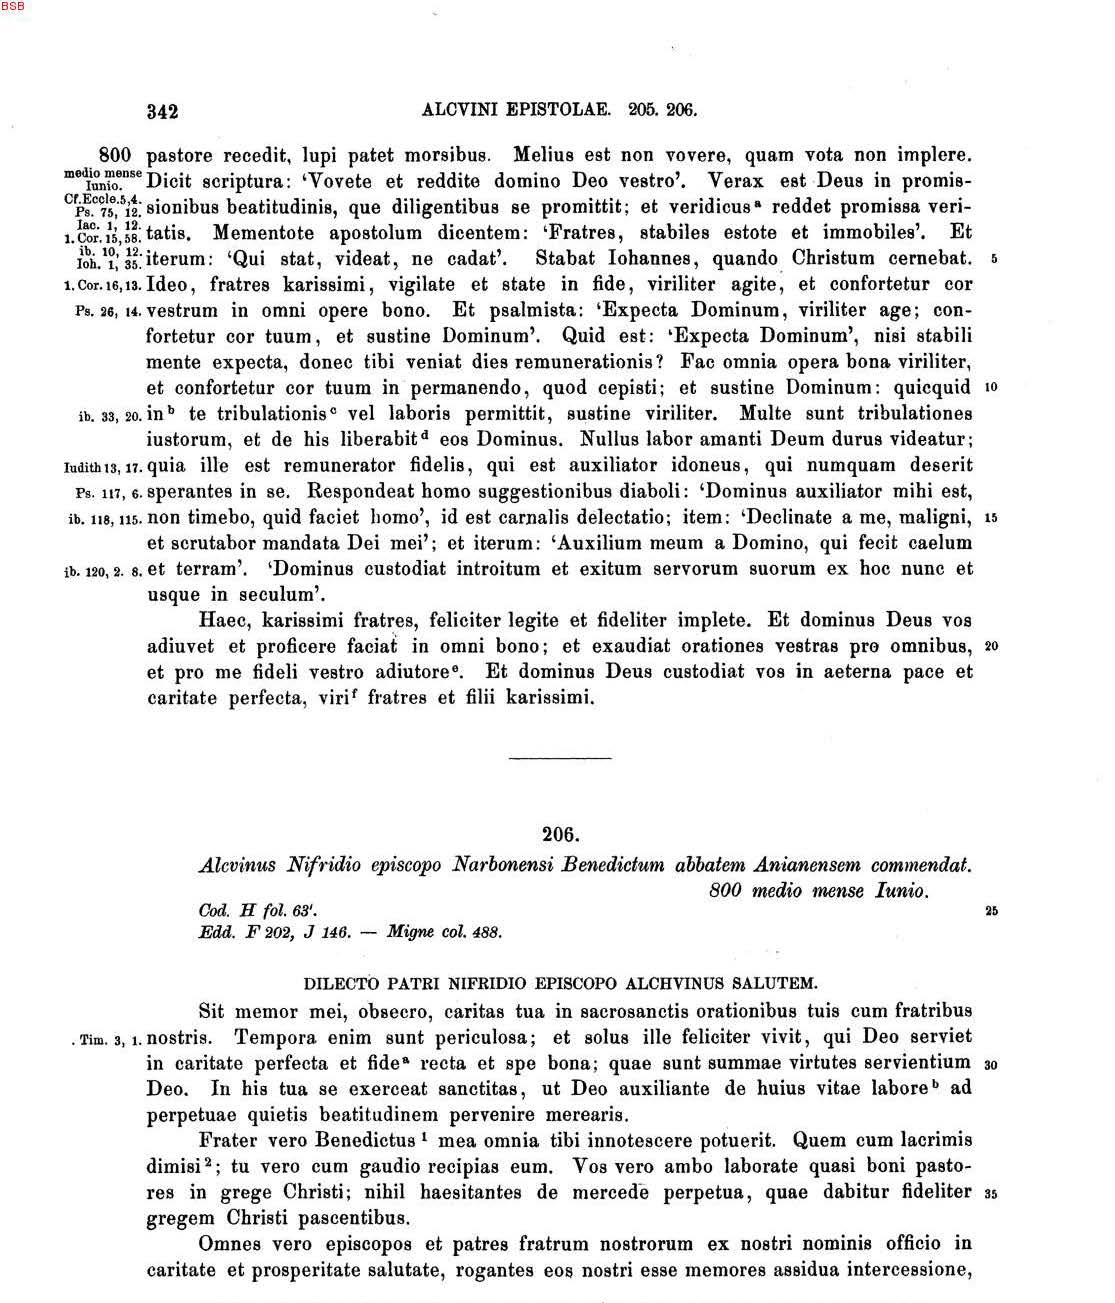 BSB
342 ALCVINI EPISTOLAE. 205. 206.
800 pastore recedit, lupi patet morsibus. Melius est non vovere, quam vota non implere.
medio mense Iunio. Dicit scriptura: ‘Vovete et reddite domino Deo vestro’. Verax est Deus in promis-
Cf. Eccle. 5, 4. Ps. 75, 12. sionibus beatitudinis, que diligentibus se promittit; et veridicusᵃ reddet promissa veri-
Iac. 1, 12. 1. Cor. 15, 58. tatis. Mementote apostolum dicentem: ‘Fratres, stabiles estote et immobiles’. Et
ib. 10, 12. Ioh. 1, 35. iterum: ‘Qui stat, videat, ne cadat’. Stabat Iohannes, quando Christum cernebat. 5
1. Cor. 16, 13. Ideo, fratres karissimi, vigilate et state in fide, viriliter agite, et confortetur cor
Ps. 26, 14. vestrum in omni opere bono. Et psalmista: ‘Expecta Dominum, viriliter age; con-
fortetur cor tuum, et sustine Dominum’. Quid est: ‘Expecta Dominum’, nisi stabili
mente expecta, donec tibi veniat dies remunerationis? Fac omnia opera bona viriliter,
et confortetur cor tuum in permanendo, quod cepisti; et sustine Dominum: quicquid 10
ib. 33, 20. inᵇ te tribulationisᶜ vel laboris permittit, sustine viriliter. Multe sunt tribulationes
iustorum, et de his liberabitᵈ eos Dominus. Nullus labor amanti Deum durus videatur;
Iudith 13, 17. quia ille est remunerator fidelis, qui est auxiliator idoneus, qui numquam deserit
Ps. 117, 6. sperantes in se. Respondeat homo suggestionibus diaboli: ‘Dominus auxiliator mihi est,
ib. 118, 115. non timebo, quid faciet homo’, id est carnalis delectatio; item: ‘Declinate a me, maligni, 15
et scrutabor mandata Dei mei’; et iterum: ‘Auxilium meum a Domino, qui fecit caelum
ib. 120, 2. 8. et terram’. ‘Dominus custodiat introitum et exitum servorum suorum ex hoc nunc et
usque in seculum’.
Haec, karissimi fratres, feliciter legite et fideliter implete. Et dominus Deus vos
adiuvet et proficere faciat in omni bono; et exaudiat orationes vestras pro omnibus, 20
et pro me fideli vestro adiutoreᵉ. Et dominus Deus custodiat vos in aeterna pace et
caritate perfecta, viriᶠ fratres et filii karissimi.
206.
Alcvinus Nifridio episcopo Narbonensi Benedictum abbatem Anianensem commendat.
800 medio mense Iunio.
Cod. H fol. 63'. 25
Edd. F 202, J 146. — Migne col. 488.
DILECTO PATRI NIFRIDIO EPISCOPO ALCHVINUS SALUTEM.
Sit memor mei, obsecro, caritas tua in sacrosanctis orationibus tuis cum fratribus
. Tim. 3, 1. nostris. Tempora enim sunt periculosa; et solus ille feliciter vivit, qui Deo serviet
in caritate perfecta et fideᵃ recta et spe bona; quae sunt summae virtutes servientium 30
Deo. In his tua se exerceat sanctitas, ut Deo auxiliante de huius vitae laboreᵇ ad
perpetuae quietis beatitudinem pervenire merearis.
Frater vero Benedictus¹ mea omnia tibi innotescere potuerit. Quem cum lacrimis
dimisi²; tu vero cum gaudio recipias eum. Vos vero ambo laborate quasi boni pasto-
res in grege Christi; nihil haesitantes de mercede perpetua, quae dabitur fideliter 35
gregem Christi pascentibus.
Omnes vero episcopos et patres fratrum nostrorum ex nostri nominis officio in
caritate et prosperitate salutate, rogantes eos nostri esse memores assidua intercessione,